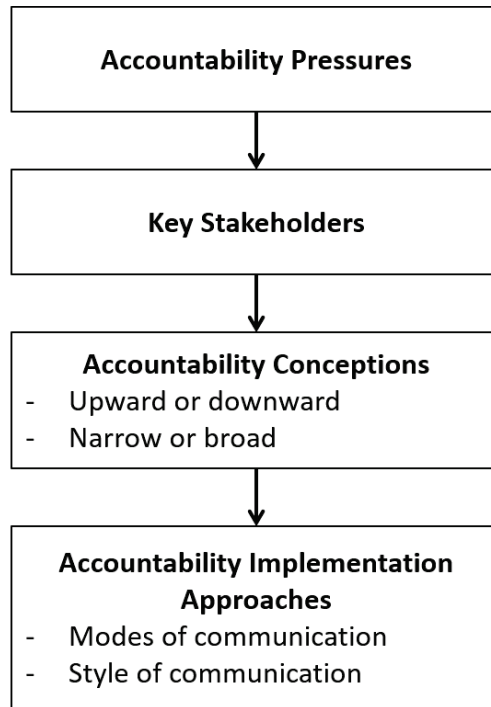 Accountability Pressures
Key Stakeholders
Accountability Conceptions
- Upward or downward
- Narrow or broad
Accountability Implementation
Approaches
- Modes of communication
- Style of communication